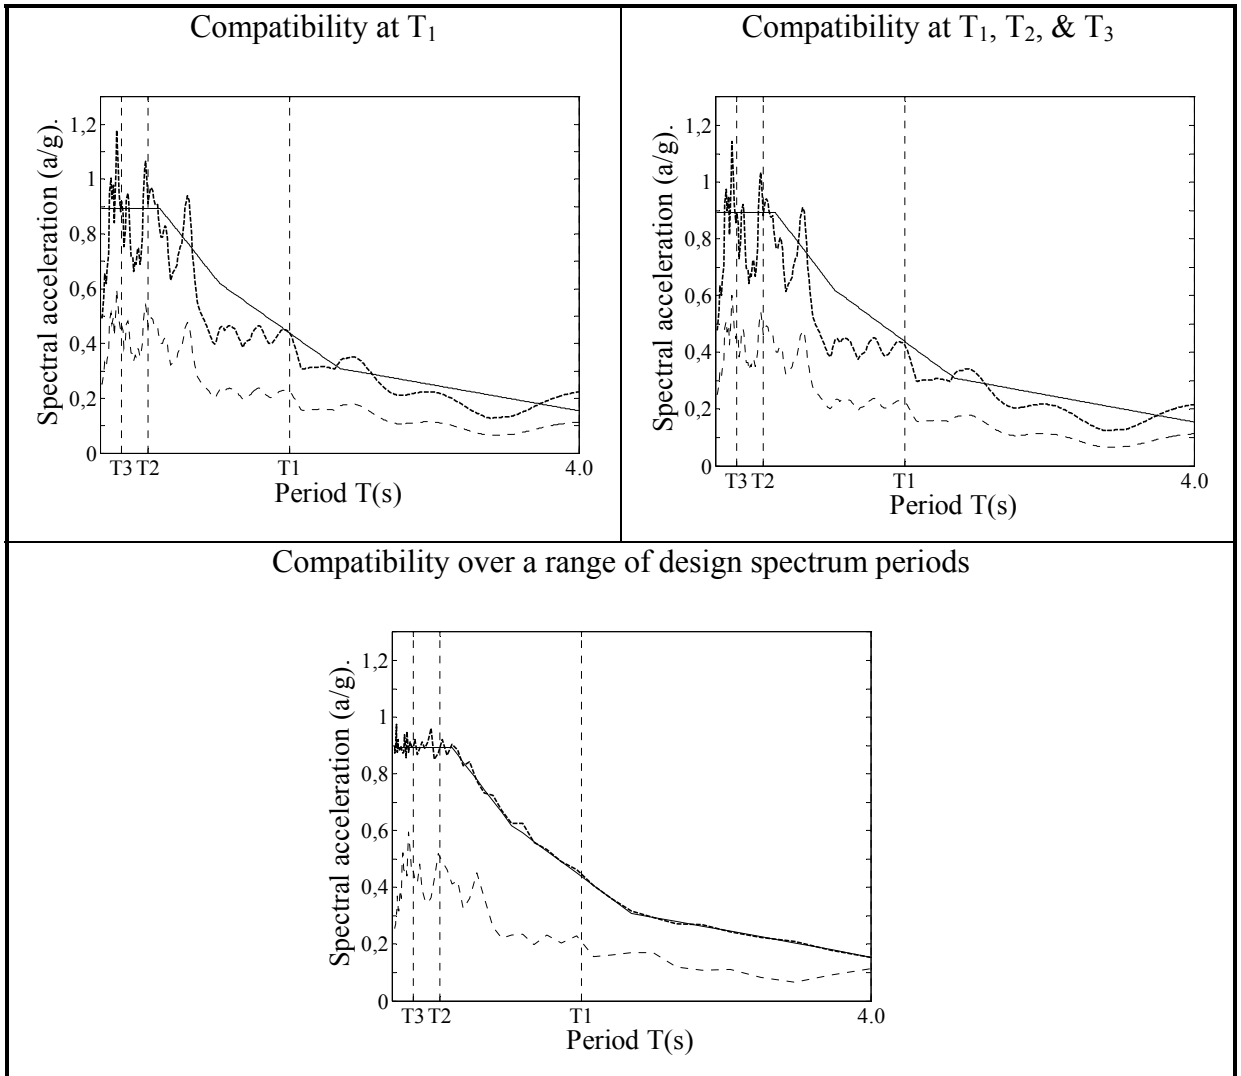 Compatibility at T1
Spectral acceleration (a/g).
1,2
1
0,8
0,6
0,4
0,2
0
T3 T2 T1 4.0
Period T(s)
Compatibility at T1, T2, & T3
Spectral acceleration (a/g).
1,2
1
0,8
0,6
0,4
0,2
0
T3 T2 T1 4.0
Period T(s)
Compatibility over a range of design spectrum periods
Spectral acceleration (a/g).
1,2
1
0,8
0,6
0,4
0,2
0
T3 T2 T1 4.0
Period T(s)